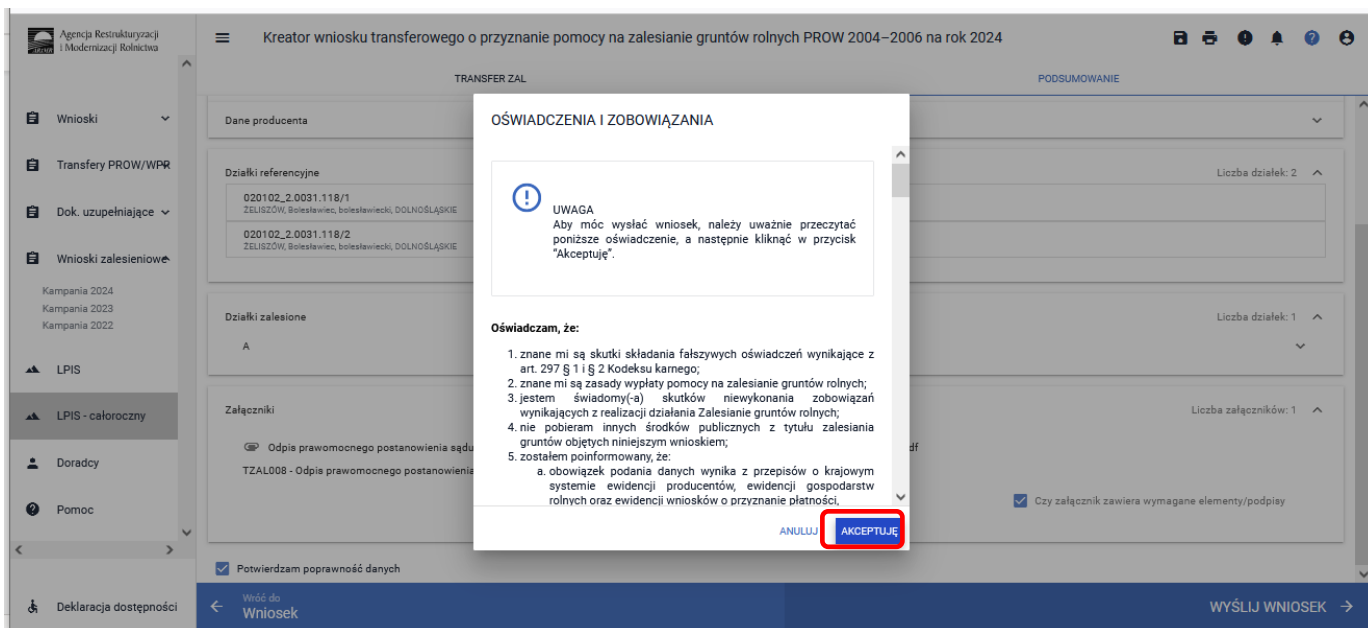 Agencja Restrukturyzacji
i Modernizacji Rolnictwa
ARiMR
Kreator wniosku transferowego o przyznanie pomocy na zalesianie gruntów rolnych PROW 2004–2006 na rok 2024
TRANSFER ZAL
PODSUMOWANIE
Wnioski
Transfery PROW/WPR
Dok. uzupełniające
Wnioski zalesieniowe
Kampania 2024
Kampania 2023
Kampania 2022
LPIS
LPIS - całoroczny
Doradcy
Pomoc
Deklaracja dostępności
Dane producenta
Działki referencyjne
Liczba działek: 2
020102_2.0031.118/1
ŻELISZÓW, Bolesławiec, bolesławiecki, DOLNOŚLĄSKIE
020102_2.0031.118/2
ŻELISZÓW, Bolesławiec, bolesławiecki, DOLNOŚLĄSKIE
Działki zalesione
Liczba działek: 1
A
Załączniki
Liczba załączników: 1
Odpis prawomocnego postanowienia sądu
df
TZAL008 - Odpis prawomocnego postanowienia
Czy załącznik zawiera wymagane elementy/podpisy
Potwierdzam poprawność danych
Wróć do
Wniosek
WYŚLIJ WNIOSEK
OŚWIADCZENIA I ZOBOWIĄZANIA
UWAGA
Aby móc wysłać wniosek, należy uważnie przeczytać
poniższe oświadczenie, a następnie kliknąć w przycisk
"Akceptuję".
Oświadczam, że:
1. znane mi są skutki składania fałszywych oświadczeń wynikające z
art. 297 § 1 i § 2 Kodeksu karnego;
2. znane mi są zasady wypłaty pomocy na zalesianie gruntów rolnych;
3. jestem świadomy(-a) skutków niewykonania zobowiązań
wynikających z realizacji działania Zalesianie gruntów rolnych;
4. nie pobieram innych środków publicznych z tytułu zalesiania
gruntów objętych niniejszym wnioskiem;
5. zostałem poinformowany, że:
a. obowiązek podania danych wynika z przepisów o krajowym
systemie ewidencji producentów, ewidencji gospodarstw
rolnych oraz ewidencji wniosków o przyznanie płatności,
ANULUJ
AKCEPTUJĘ